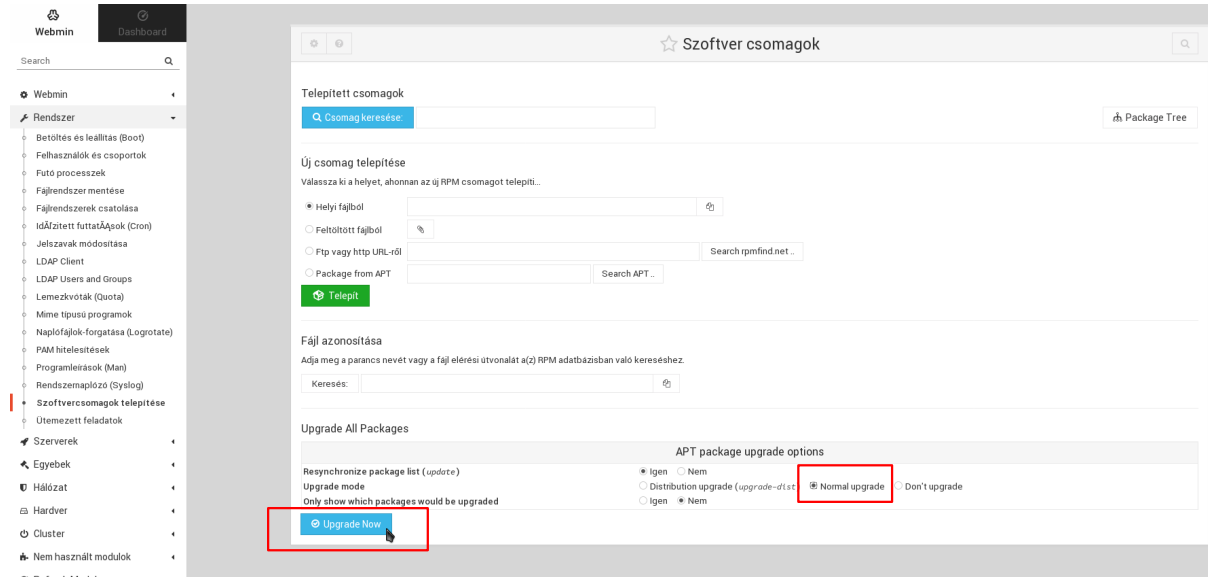 Webmin
Dashboard
Search
Webmin
Rendszer
Betöltés és leállítás (Boot)
Felhasználók és csoportok
Futó processzek
Fájlrendszer mentése
Fájlrendszerek csatolása
IdÅ‘zített futtatÃĄsok (Cron)
Jelszavak módosítása
LDAP Client
LDAP Users and Groups
Lemezkvóták (Quota)
Mime típusú programok
Naplófájlok-forgatása (Logrotate)
PAM hitelesítések
Programleírások (Man)
Rendszernaplózó (Syslog)
Szoftvercsomagok telepítése
Ütemezett feladatok
Szerverek
Egyebek
Hálózat
Hardver
Cluster
Nem használt modulok
Szoftver csomagok
Telepített csomagok
Csomag keresése:
Package Tree
Új csomag telepítése
Válassza ki a helyet, ahonnan az új RPM csomagot telepíti...
Helyi fájlból
Feltöltött fájlból
Ftp vagy http URL-ről Search rpmfind.net ..
Package from APT Search APT..
Telepít
Fájl azonosítása
Adja meg a parancs nevét vagy a fájl elérési útvonalát a(z) RPM adatbázisban való kereséshez.
Keresés:
Upgrade All Packages
APT package upgrade options
Resynchronize package list (update) Igen Nem
Upgrade mode Distribution upgrade (upgrade-dist) Normal upgrade Don't upgrade
Only show which packages would be upgraded Igen Nem
Upgrade Now